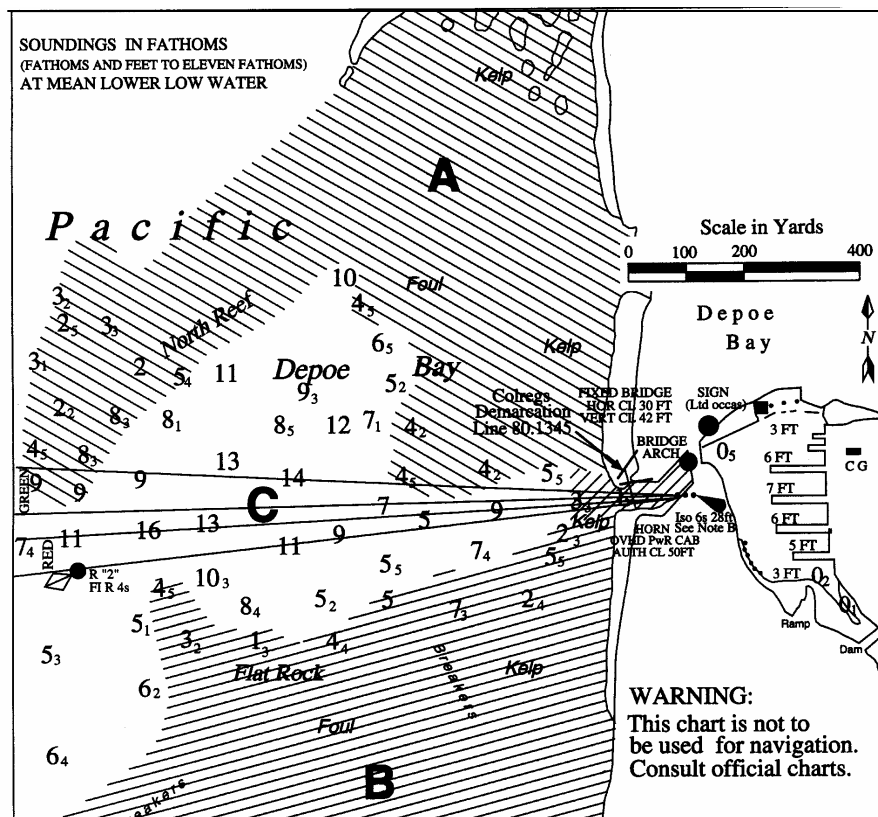 SOUNDINGS IN FATHOMS
(FATHOMS AND FEET TO ELEVEN FATHOMS)
AT MEAN LOWER LOW WATER
Kelp
A
Pacific
Scale in Yards
0 100 200 400
10
Foul
3₂
4₅
Depoe
Bay
N
2₅
3₃
North Reef
6₅
Kelp
3₁
2
5₄
11
Depoe
Bay
9₃
5₂
Colregs
Demarcation
Line 80.1345
FIXED BRIDGE
HOR CL 30 FT
VERT CL 42 FT
SIGN
(Ltd occas)
2₂
8₃
8₁
8₅
12
7₁
4₂
3 FT
BRIDGE
ARCH
0₅
4₅
8₃
13
6 FT
CG
9
9
9
14
4₅
4₂
5₅
GREEN
C
7 FT
7
9
Iso 6s 28ft
See Note B
Kelp
16
13
5
6 FT
HORN
OVHD PwR CAB
AUTH CL 50FT
7₄
11
RED
11
9
7₄
2₃
5₅
5 FT
R "2"
Fl R 4s
4₅
10₃
5₅
3 FT
0₂
8₄
5₂
5
7₃
2₄
0₁
5₁
3₂
1₃
4₄
Ramp
Dam
5₃
Flat Rock
Breakers
Kelp
6₂
WARNING:
Foul
This chart is not to
be used for navigation.
Consult official charts.
6₄
B
eakers